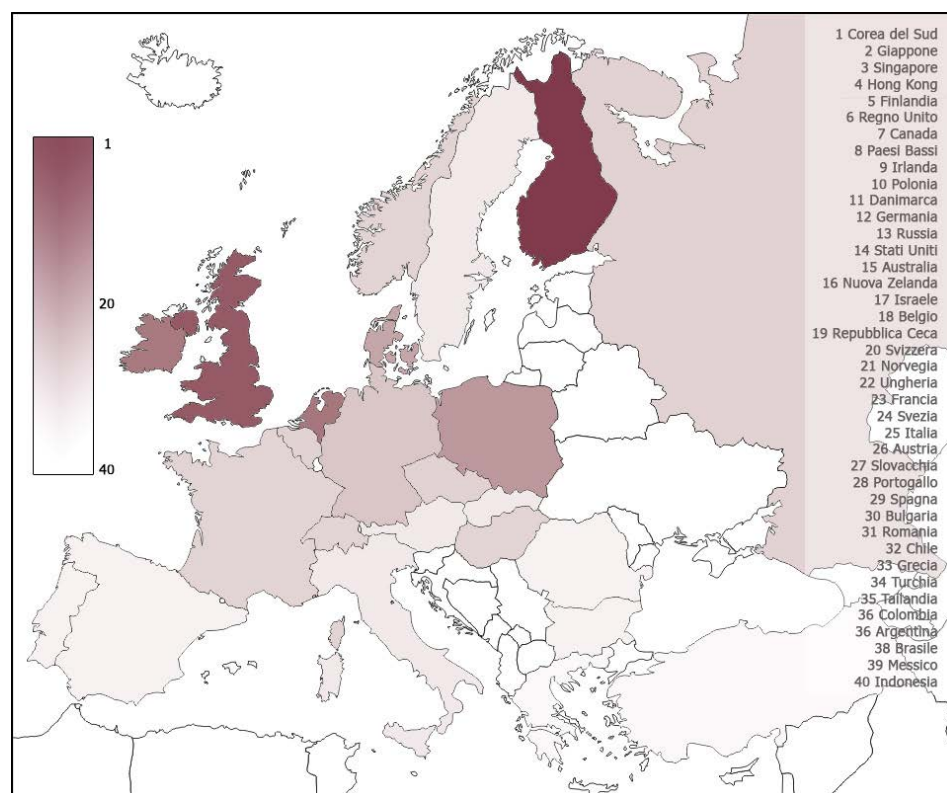 1 Corea del Sud
2 Giappone
3 Singapore
4 Hong Kong
5 Finlandia
6 Regno Unito
7 Canada
8 Paesi Bassi
9 Irlanda
10 Polonia
11 Danimarca
12 Germania
13 Russia
14 Stati Uniti
15 Australia
16 Nuova Zelanda
17 Israele
18 Belgio
19 Repubblica Ceca
20 Svizzera
21 Norvegia
22 Ungheria
23 Francia
24 Svezia
25 Italia
26 Austria
27 Slovacchia
28 Portogallo
29 Spagna
30 Bulgaria
31 Romania
32 Chile
33 Grecia
34 Turchia
35 Tailandia
36 Colombia
36 Argentina
38 Brasile
39 Messico
40 Indonesia
1
20
40